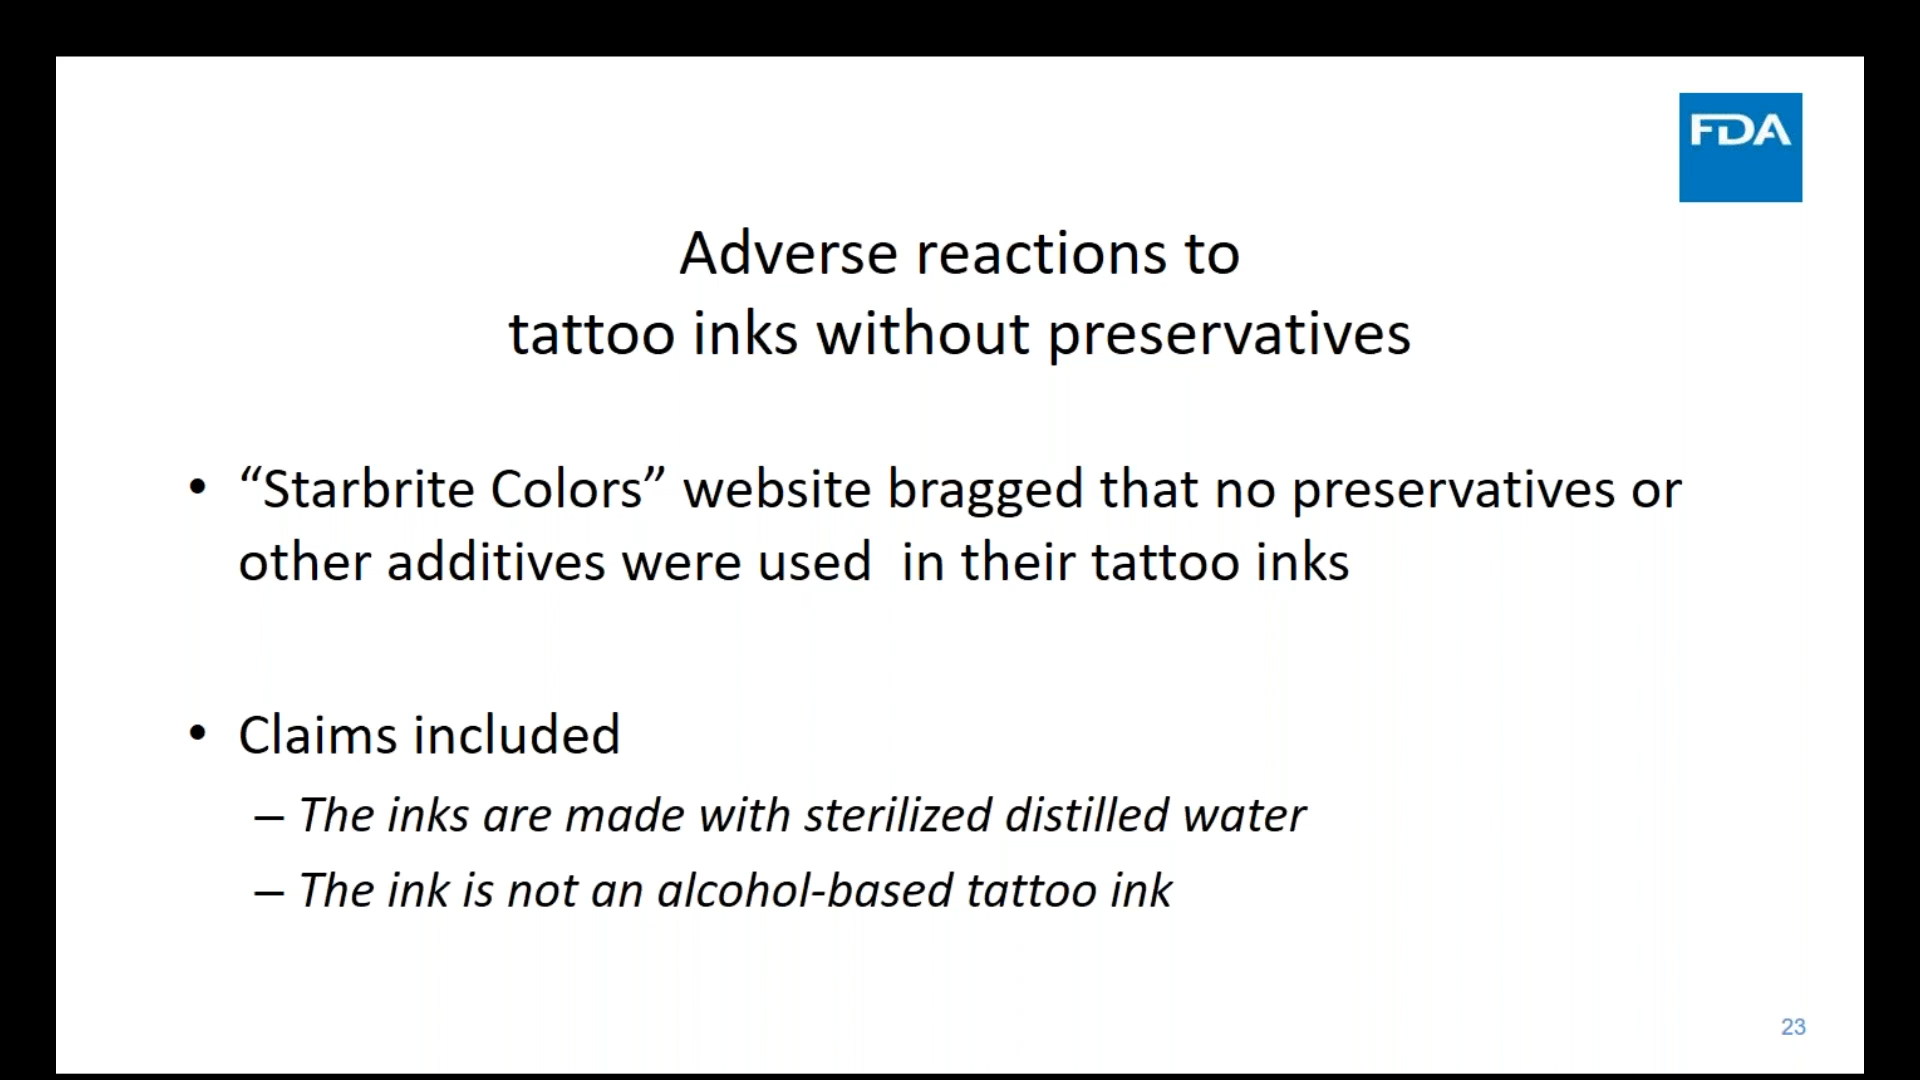 FDA
Adverse reactions to
tattoo inks without preservatives
• “Starbrite Colors” website bragged that no preservatives or
other additives were used  in their tattoo inks
• Claims included
– The inks are made with sterilized distilled water
– The ink is not an alcohol-based tattoo ink
23